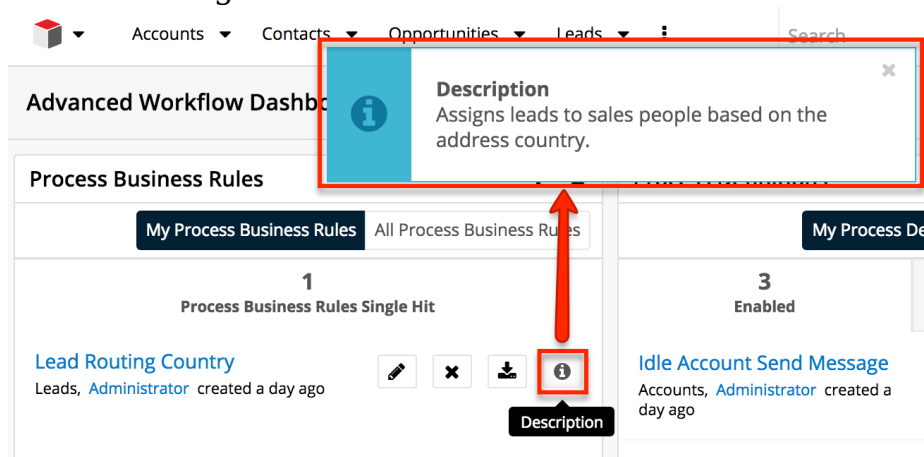 Accounts Contacts Opportunities Leads Search
Advanced Workflow Dashbo
Description
Assigns leads to sales people based on the
address country.
Process Business Rules
My Process Business Rules All Process Business Rules
My Process De
1
Process Business Rules Single Hit
3
Enabled
Lead Routing Country
Leads, Administrator created a day ago
Description
Idle Account Send Message
Accounts, Administrator created a
day ago